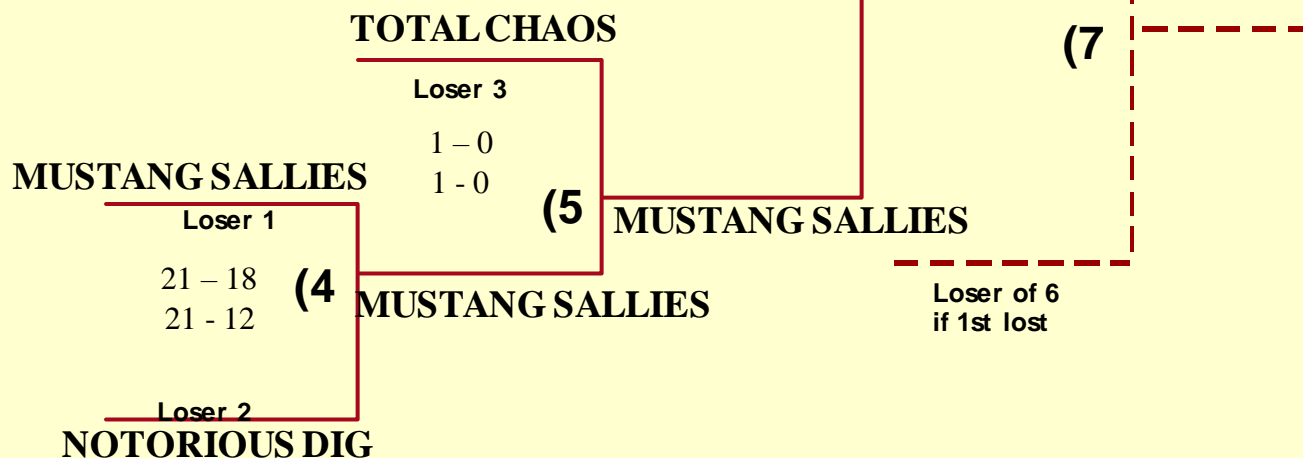 TOTAL CHAOS
(7
Loser 3
1 – 0
1 - 0
MUSTANG SALLIES
(5
Loser 1
MUSTANG SALLIES
21 – 18
(4
21 - 12
MUSTANG SALLIES
Loser of 6
if 1st lost
Loser 2
NOTORIOUS DIG